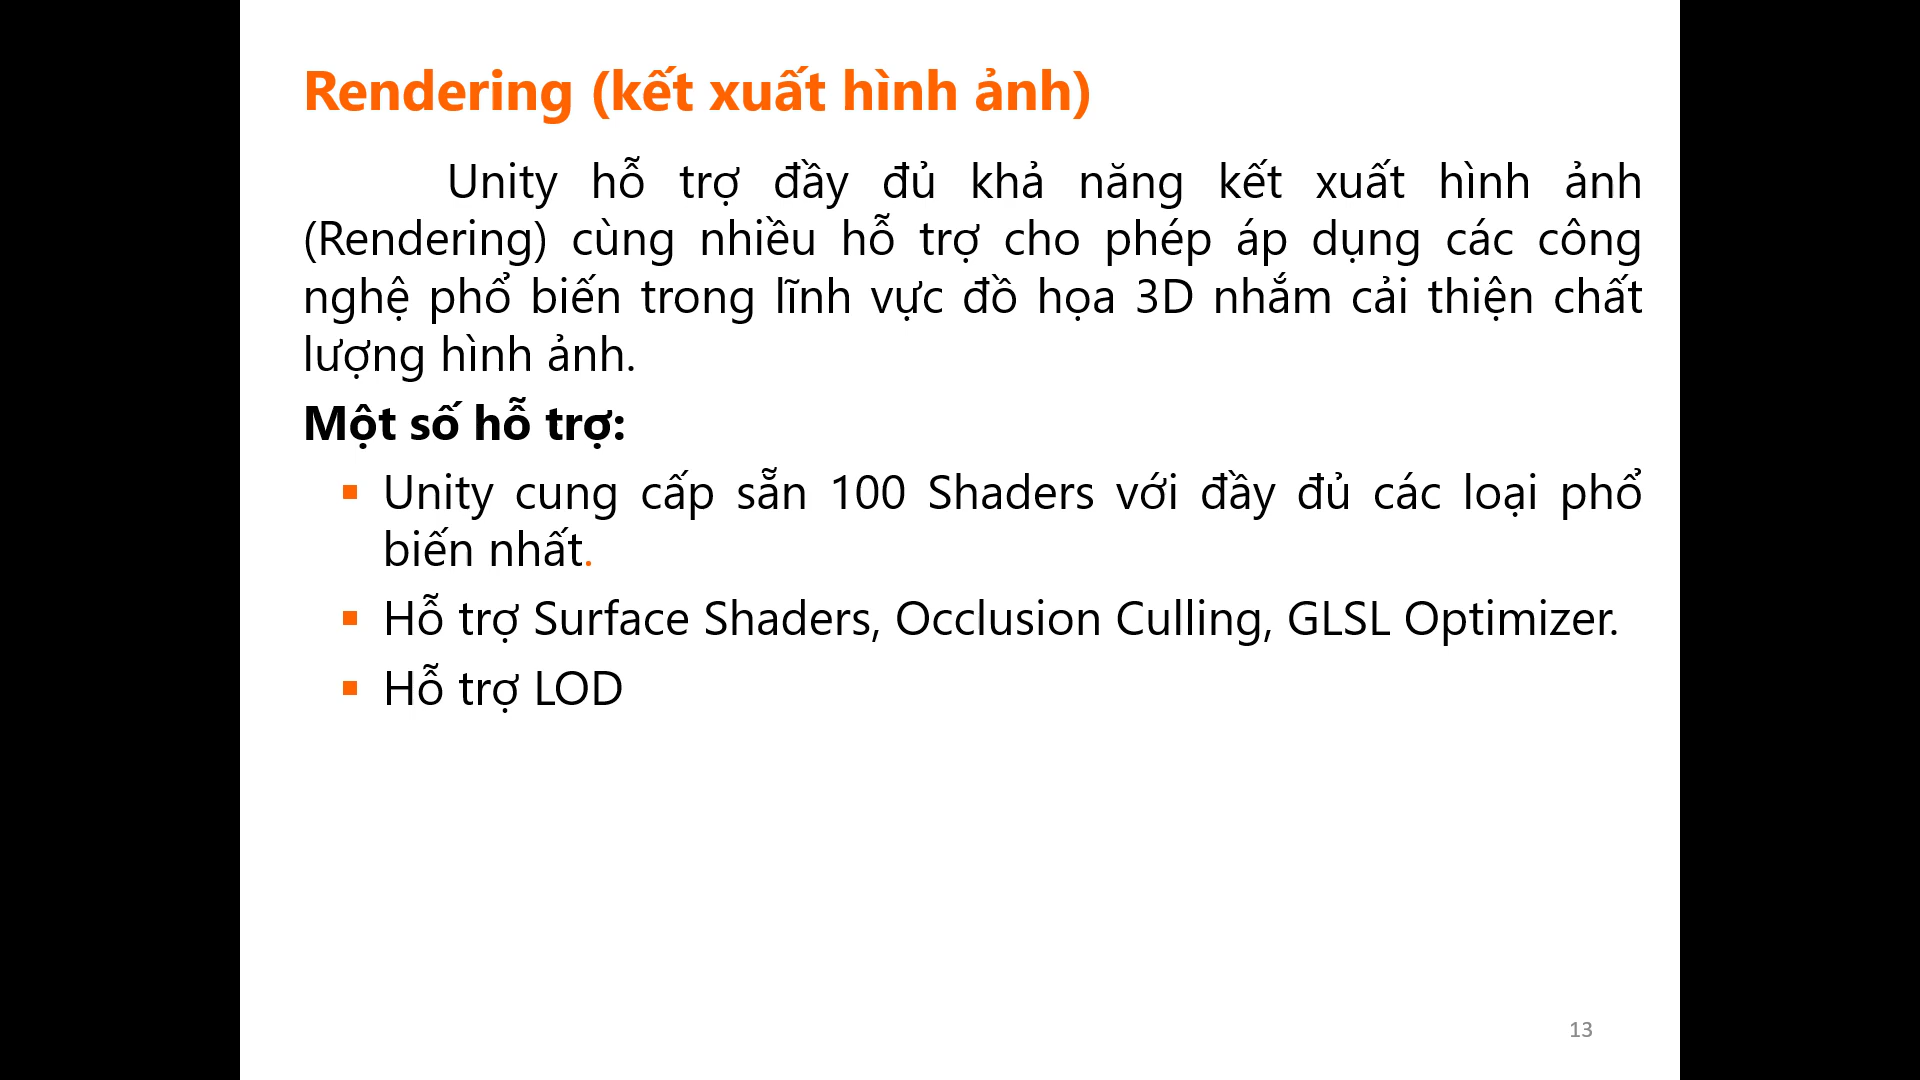 Rendering (kết xuất hình ảnh)
Unity hỗ trợ đầy đủ khả năng kết xuất hình ảnh
(Rendering) cùng nhiều hỗ trợ cho phép áp dụng các công
nghệ phổ biến trong lĩnh vực đồ họa 3D nhắm cải thiện chất
lượng hình ảnh.
Một số hỗ trợ:
▪ Unity cung cấp sẵn 100 Shaders với đầy đủ các loại phổ
biến nhất.
▪ Hỗ trợ Surface Shaders, Occlusion Culling, GLSL Optimizer.
▪ Hỗ trợ LOD
13